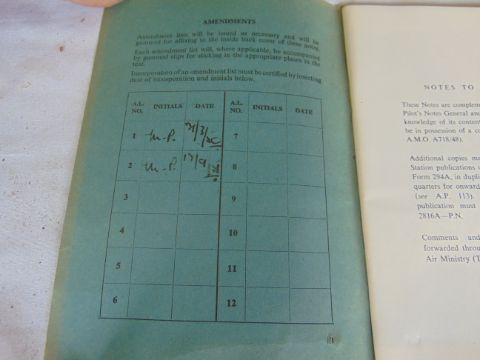 AMENDMENTS
Amendment lists will be issued as necessary and will be
gummed for affixing to the inside back cover of these notes.
Each amendment list will, where applicable, be accompanied
by gummed slips for sticking in the appropriate places in the
text.
Incorporation of an amendment list must be certified by inserting
date of incorporation and initials below.
A.L. NO. INITIALS DATE A.L. NO. INITIALS DATE
1 M.P. 7
2 M.P. 8
3 9
4 10
5 11
6 12
NOTES TO
These Notes are complem
Pilot's Notes General and
knowledge of its content
be in possession of a co
A.M.O A718/48).
Additional copies ma
Station publications
Form 294A, in duplic
quarters for onward
(see A.P. 113).
publication must
2816A—P.N.
Comments and
forwarded throu
Air Ministry (T